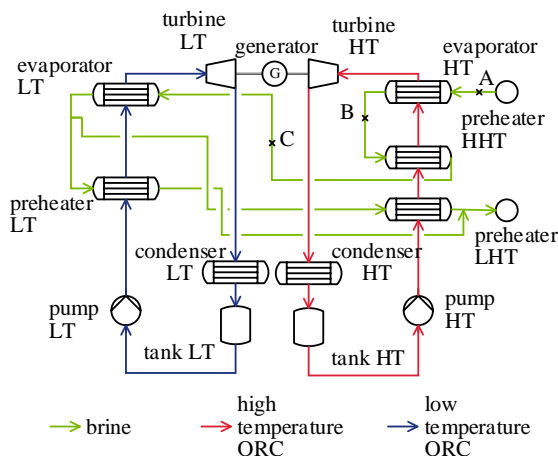 turbine
LT
generator
turbine
HT
evaporator
LT
evaporator
HT
G
A
B
C
preheater
HHT
preheater
LT
preheater
LHT
condenser
LT
condenser
HT
pump
LT
pump
HT
tank LT
tank HT
brine
high
temperature
ORC
low
temperature
ORC